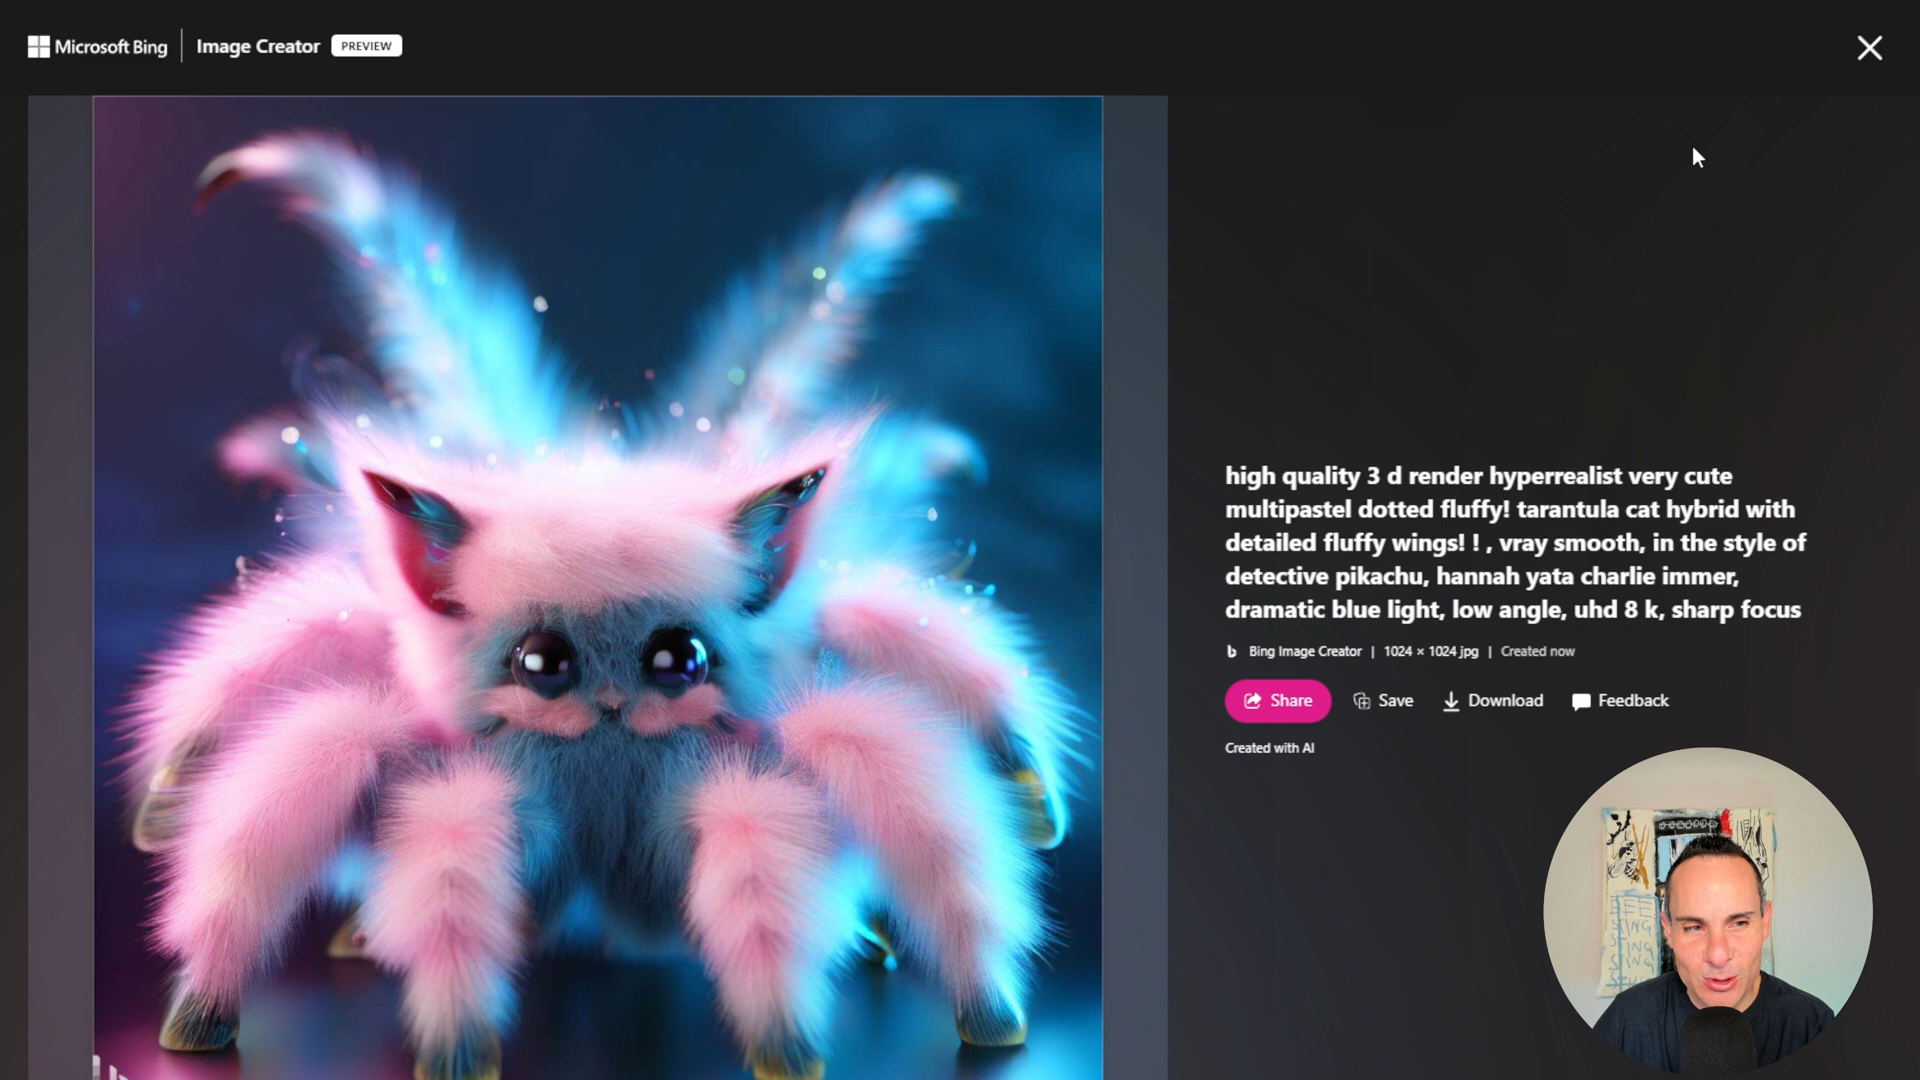 Microsoft Bing
Image Creator
PREVIEW
high quality 3 d render hyperrealist very cute
multipastel dotted fluffy! tarantula cat hybrid with
detailed fluffy wings! ! , vray smooth, in the style of
detective pikachu, hannah yata charlie immer,
dramatic blue light, low angle, uhd 8 k, sharp focus
Bing Image Creator | 1024 × 1024 jpg | Created now
Share
Save
Download
Feedback
Created with AI
BEE
SING
STING